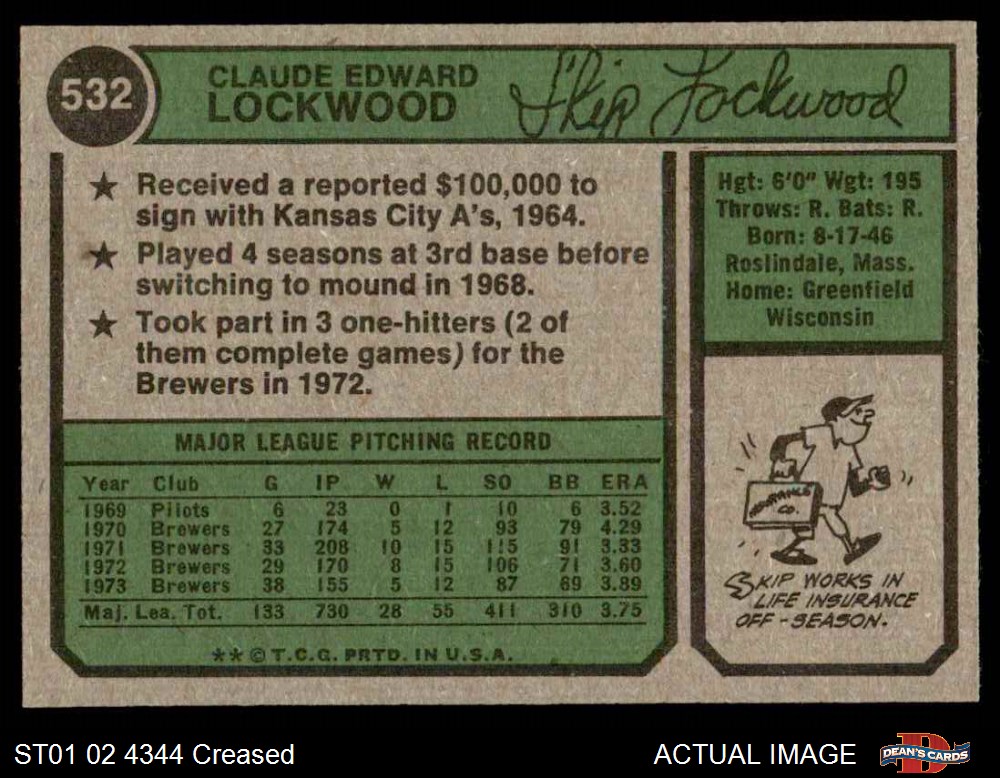 532
CLAUDE EDWARD
LOCKWOOD
Skip Lockwood
★ Received a reported $100,000 to
sign with Kansas City A's, 1964.
★ Played 4 seasons at 3rd base before
switching to mound in 1968.
★ Took part in 3 one-hitters (2 of
them complete games) for the
Brewers in 1972.
Hgt: 6'0" Wgt: 195
Throws: R. Bats: R.
Born: 8-17-46
Roslindale, Mass.
Home: Greenfield
Wisconsin
MAJOR LEAGUE PITCHING RECORD
Year Club G IP W L SO BB ERA
1969 Pilots 6 23 0 1 10 6 3.52
1970 Brewers 27 174 5 12 93 79 4.29
1971 Brewers 33 208 10 15 115 91 3.33
1972 Brewers 29 170 8 15 106 71 3.60
1973 Brewers 38 155 5 12 87 69 3.89
Maj. Lea. Tot. 133 730 28 55 411 310 3.75
**© T.C.G. PRTD. IN U.S.A.
INSURANCE
CO.
SKIP WORKS IN
LIFE INSURANCE
OFF-SEASON.
ST01 02 4344 Creased
ACTUAL IMAGE
DEAN'S CARDS